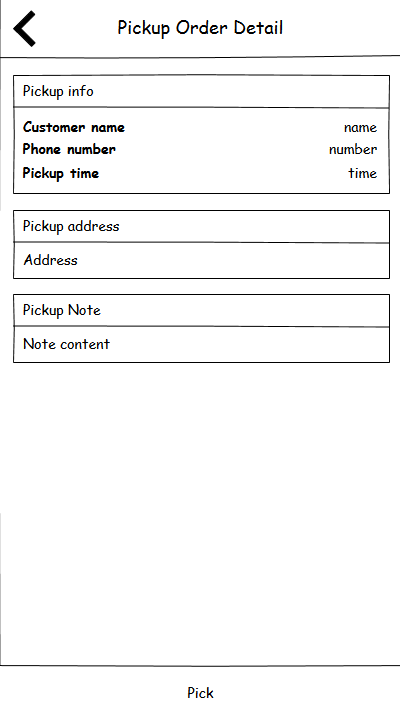 Pickup Order Detail
Pickup info
Customer name name
Phone number number
Pickup time time
Pickup address
Address
Pickup Note
Note content
Pick